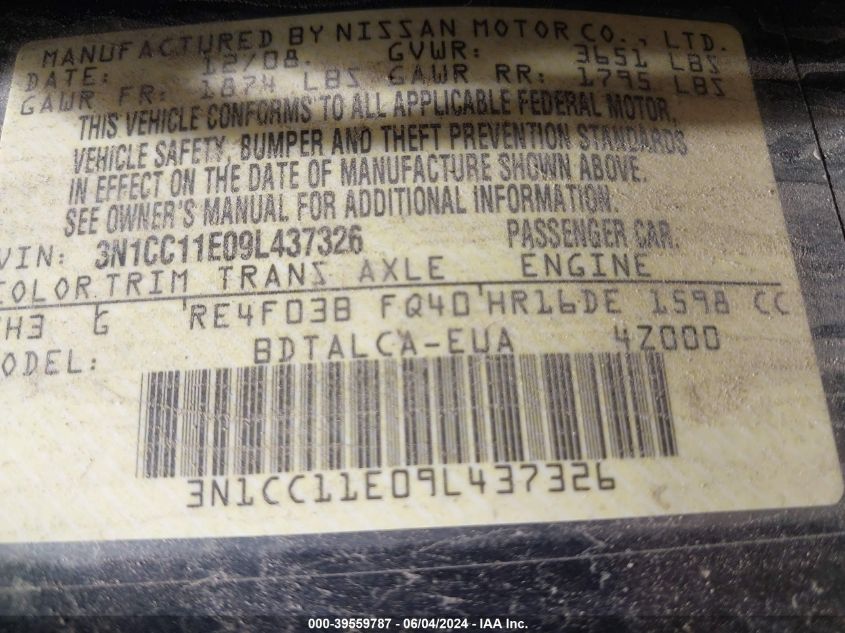 MANUFACTURED BY NISSAN MOTOR CO., LTD.
DATE: 12/08. GVWR: 3651 LBS
GAWR FR: 1874 LBS GAWR RR: 1795 LBS
THIS VEHICLE CONFORMS TO ALL APPLICABLE FEDERAL MOTOR,
VEHICLE SAFETY, BUMPER AND THEFT PREVENTION STANDARDS
IN EFFECT ON THE DATE OF MANUFACTURE SHOWN ABOVE.
SEE OWNER'S MANUAL FOR ADDITIONAL INFORMATION.
VIN: 3N1CC11E09L437326 PASSENGER CAR.
COLOR TRIM TRANS AXLE ENGINE
H3 G RE4F03B FQ40 HR16DE 1598 CC
ODEL: BDTALCA-EUA 4Z000
3N1CC11E09L437326
000-39559787 - 06/04/2024 - IAA Inc.